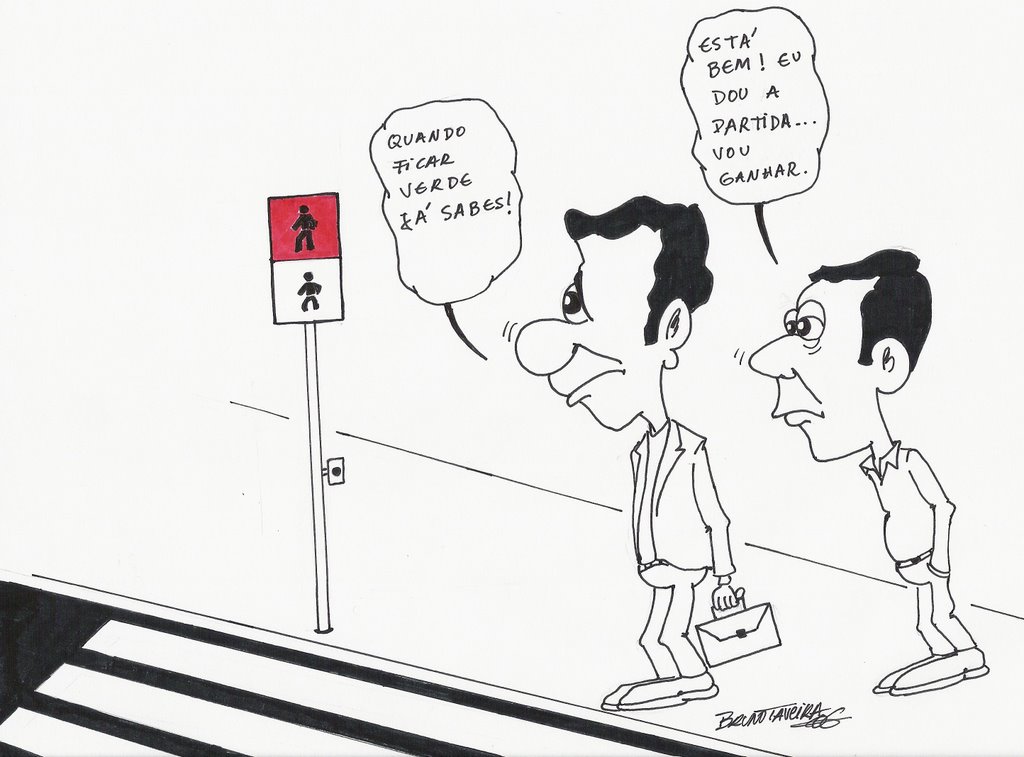 QUANDO
FICAR
VERDE
JÁ SABES!
ESTÁ
BEM! EU
DOU A
PARTIDA...
VOU
GANHAR.